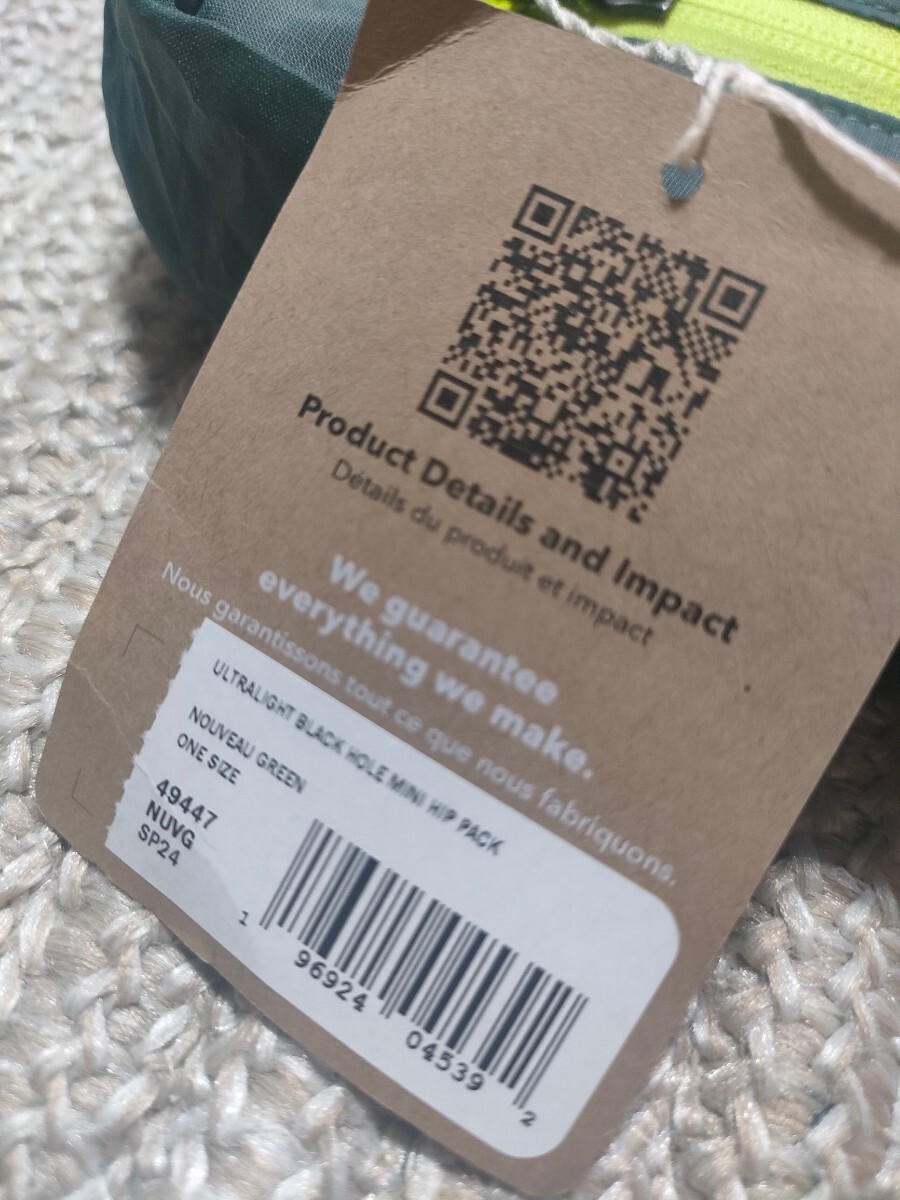 Product Details and Impact
Détails du produit et impact
We guarantee
everything we make.
Nous garantissons tout ce que nous fabriquons.
ULTRALIGHT BLACK HOLE MINI HIP PACK
NOUVEAU GREEN
ONE SIZE
49447
NUVG
SP24
1 96924 04539 2